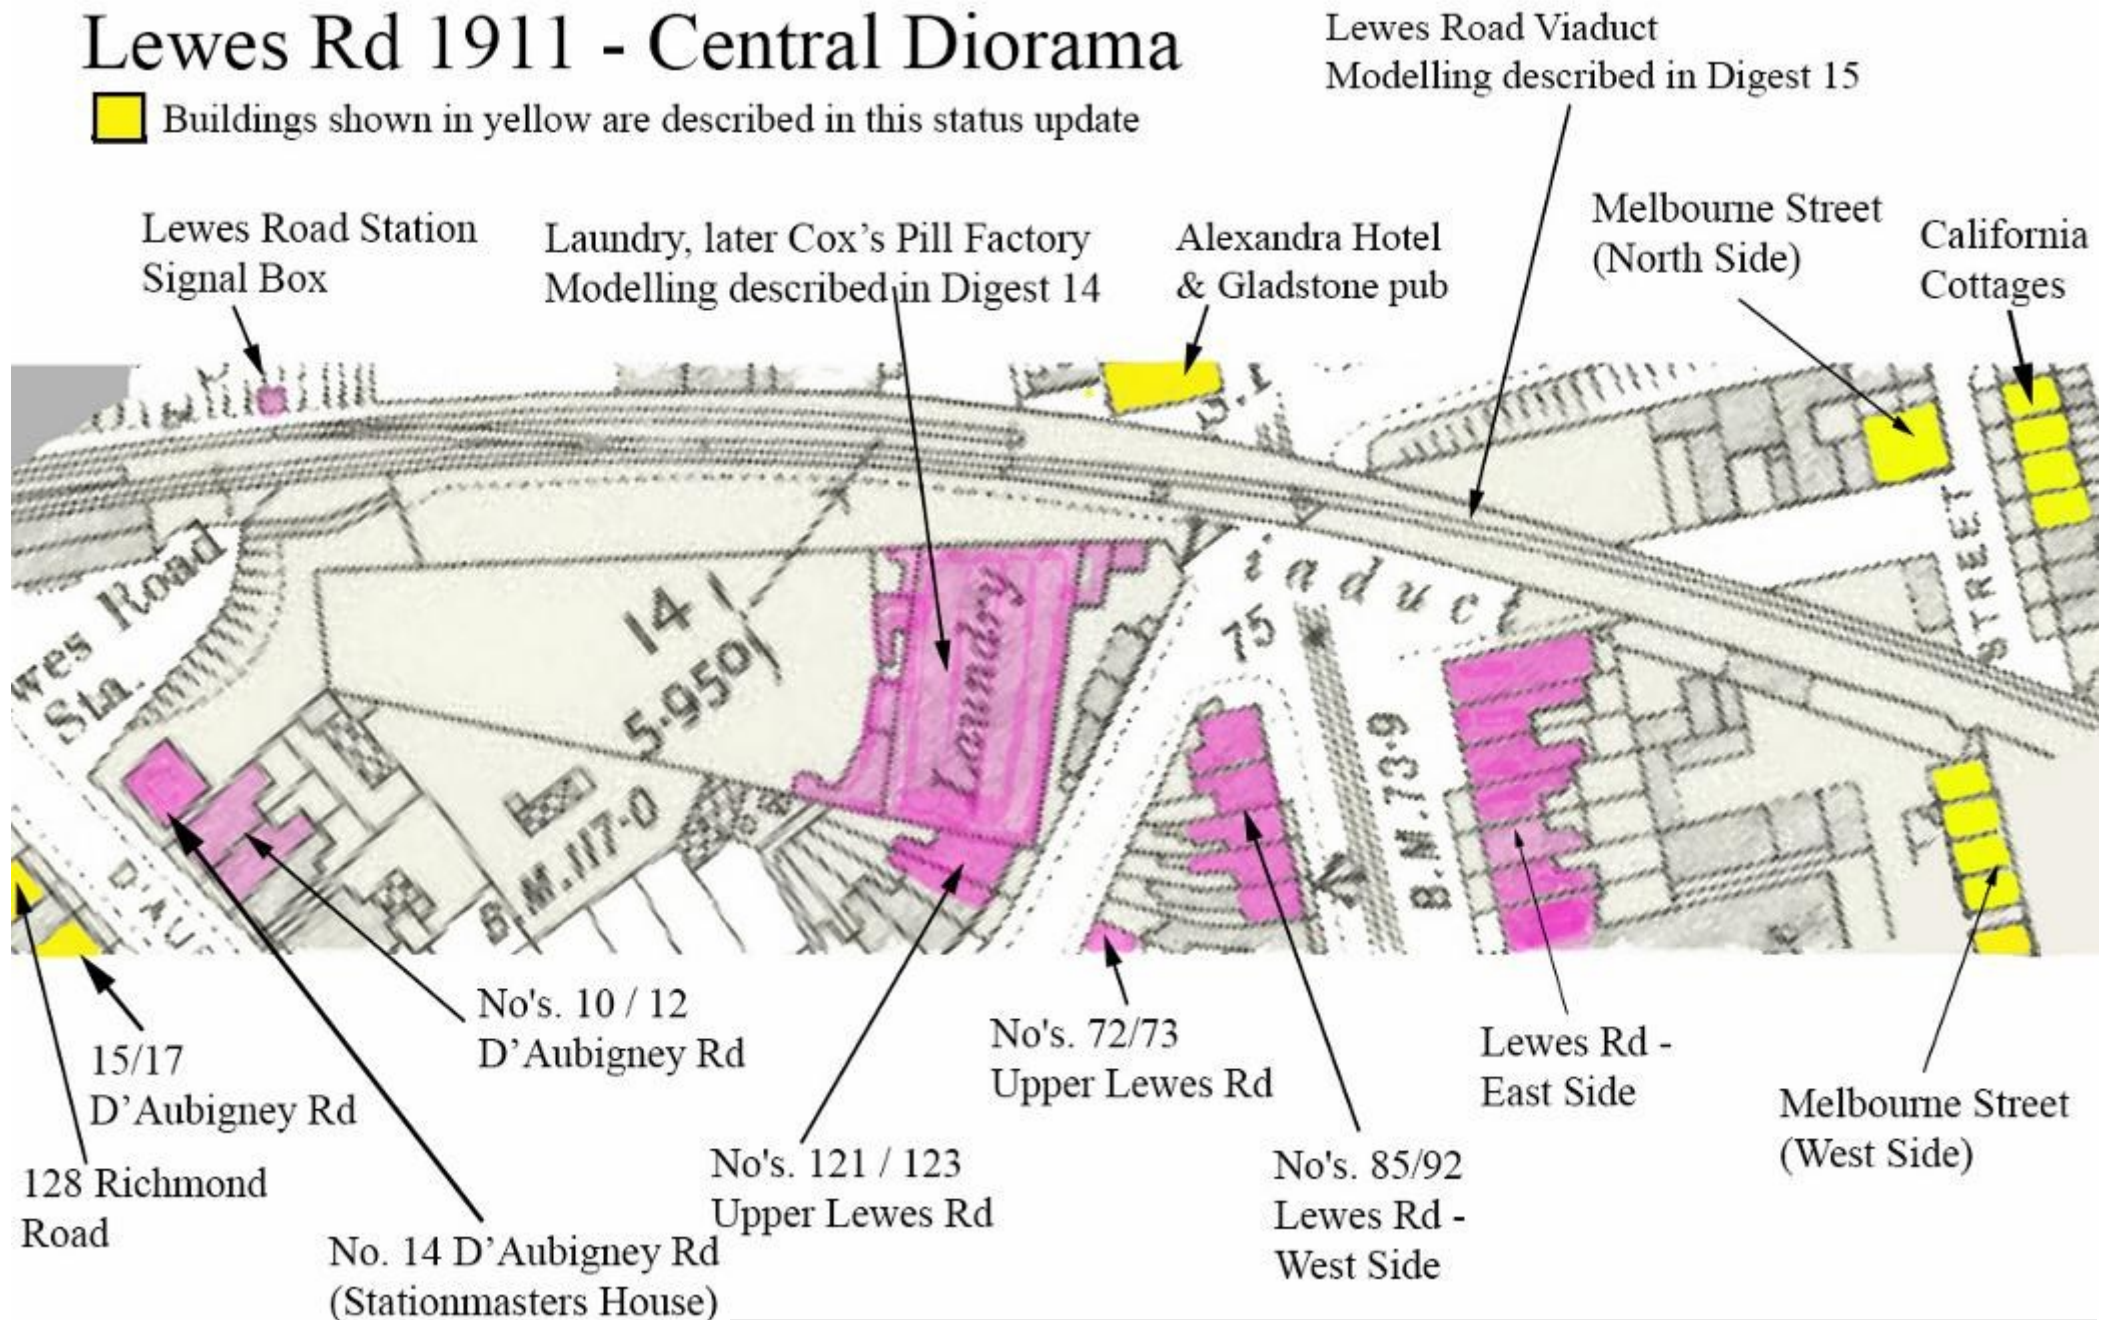 Lewes Rd 1911 - Central Diorama
Buildings shown in yellow are described in this status update
Lewes Road Viaduct
Modelling described in Digest 15
Lewes Road Station
Signal Box
Laundry, later Cox’s Pill Factory
Modelling described in Digest 14
Alexandra Hotel
& Gladstone pub
Melbourne Street
(North Side)
California
Cottages
wes Road
Sta.
14
5·950
Laundry
iaduc
75
STREET
B.M.73·9
B.M.117·0
D'AUB
No's. 10 / 12
D’Aubigney Rd
15/17
D’Aubigney Rd
128 Richmond
Road
No. 14 D’Aubigney Rd
(Stationmasters House)
No's. 121 / 123
Upper Lewes Rd
No's. 72/73
Upper Lewes Rd
No's. 85/92
Lewes Rd -
West Side
Lewes Rd -
East Side
Melbourne Street
(West Side)